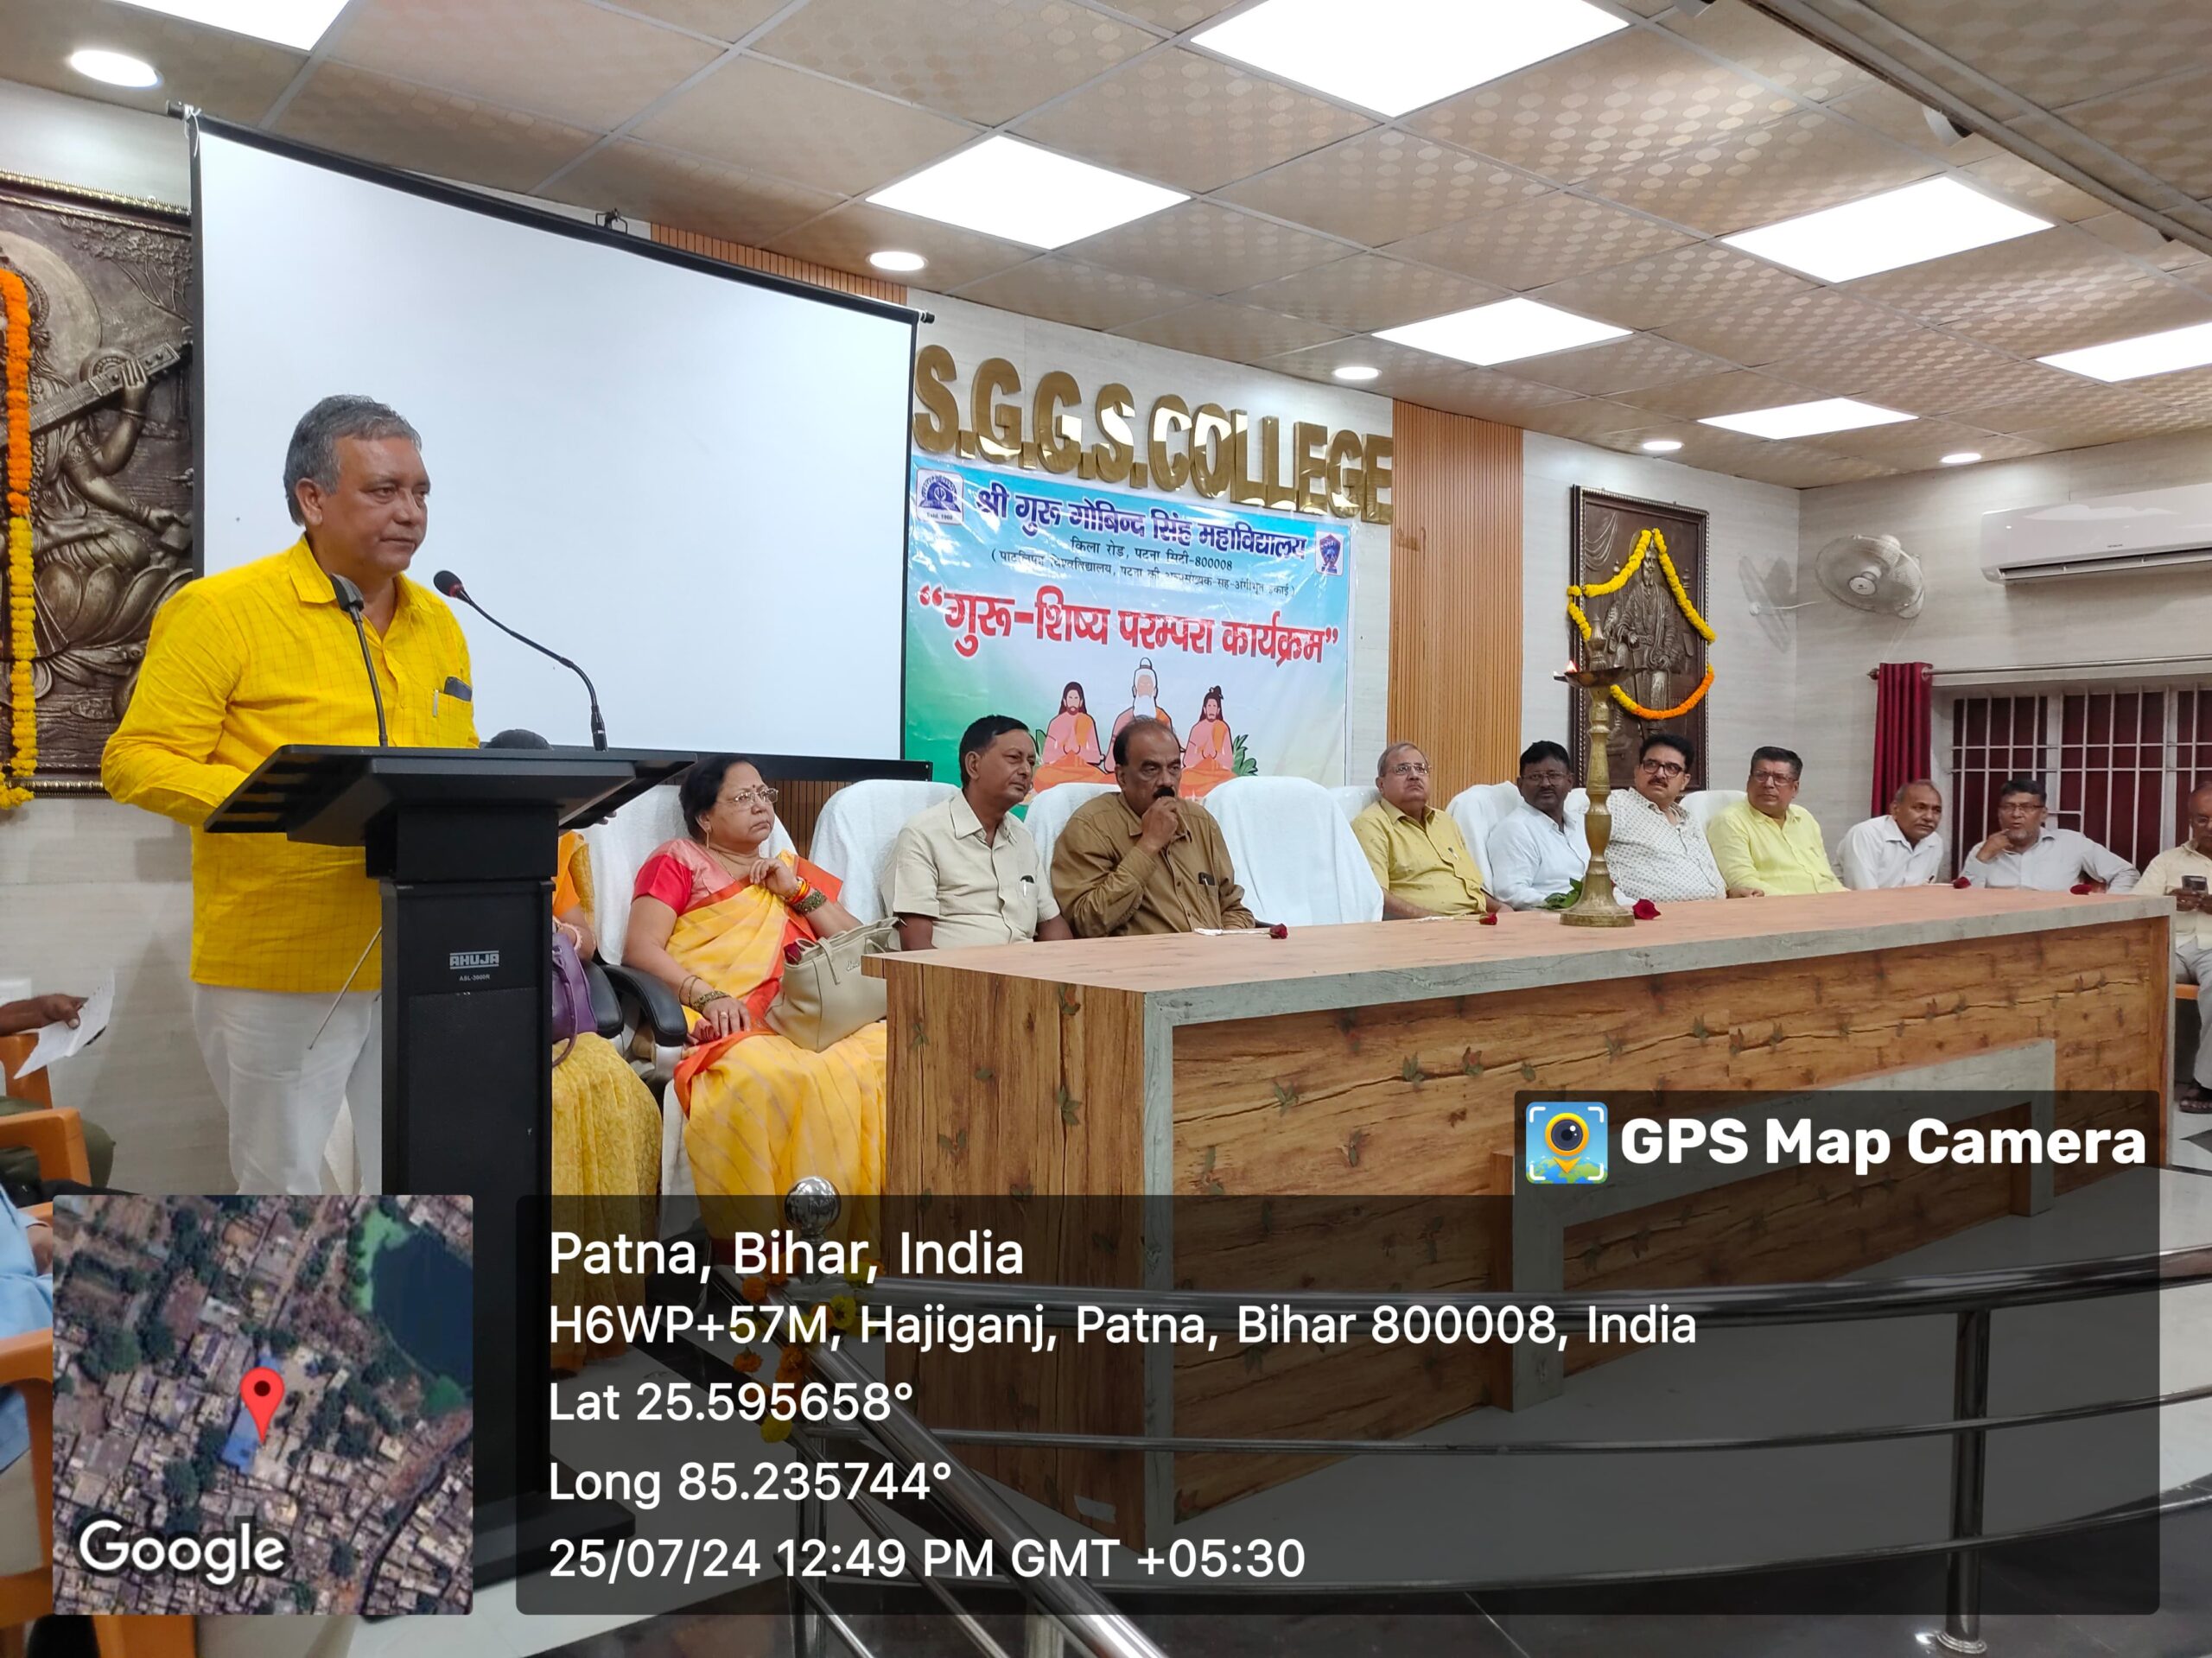 S.G.G.S.COLLEGE
श्री गुरू गोबिन्द सिंह महाविद्यालय
किला रोड, पटना सिटी-800008
पटना की
“गुरू-शिष्य परम्परा कार्यक्रम”
AHUJA
GPS Map Camera
Patna, Bihar, India
H6WP+57M, Hajiganj, Patna, Bihar 800008, India
Lat 25.595658°
Long 85.235744°
25/07/24 12:49 PM GMT +05:30
Google